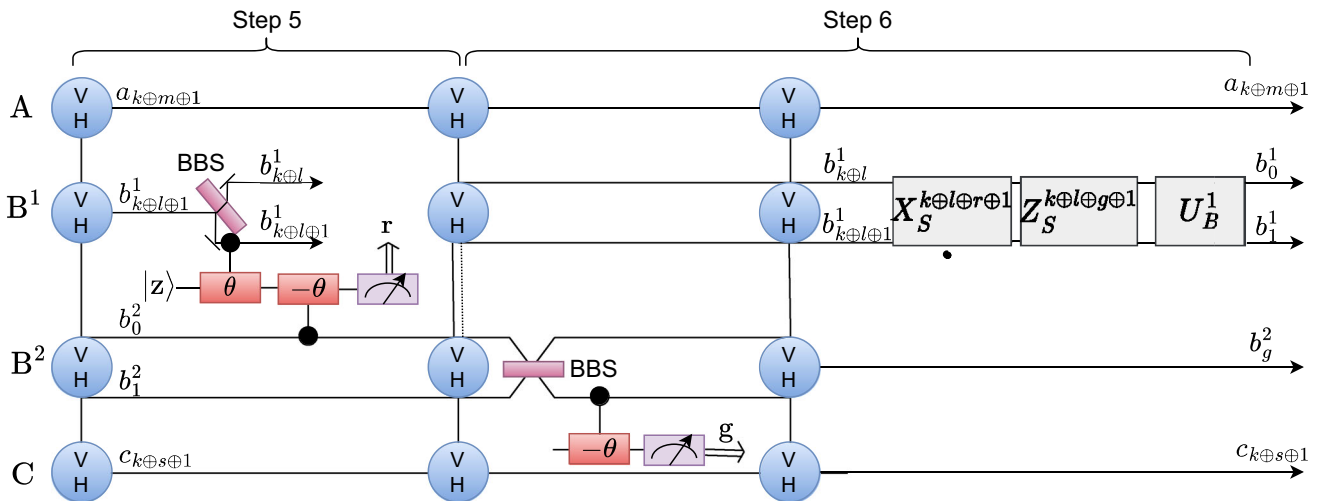 Step 5 Step 6
A V H a_{k⊕m⊕1} V H V H a_{k⊕m⊕1}
BBS b^1_{k⊕l} b^1_{k⊕l} b^1_0
B^1 V H b^1_{k⊕l⊕1} V H V H X_S^{k⊕l⊕r⊕1} Z_S^{k⊕l⊕g⊕1} U_B^1
b^1_{k⊕l⊕1} b^1_{k⊕l⊕1} b^1_1
r
|z⟩ θ −θ
b^2_0
B^2 V H V H BBS V H b^2_g
b^2_1
−θ g
C V H c_{k⊕s⊕1} V H V H c_{k⊕s⊕1}